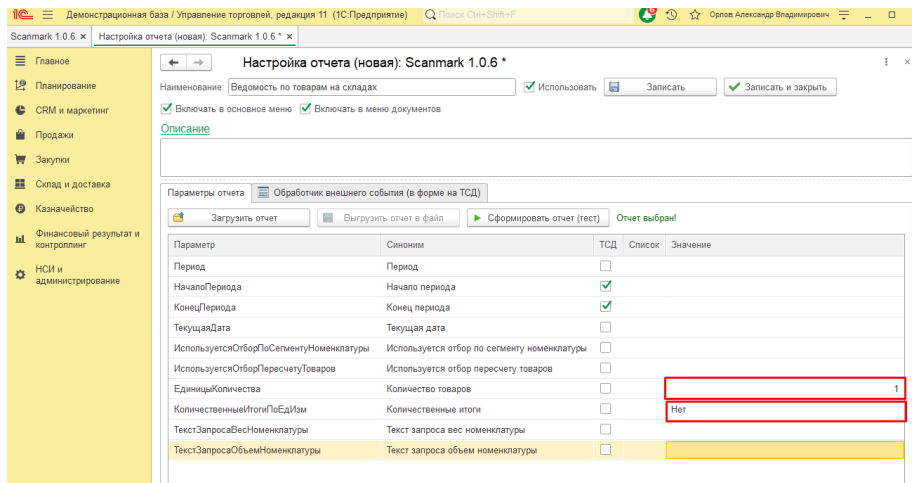 1С Демонстрационная база / Управление торговлей, редакция 11 (1С:Предприятие) Поиск Ctrl+Shift+F 6 Орлов Александр Владимирович
Scanmark 1.0.6 × Настройка отчета (новая): Scanmark 1.0.6 * ×
Главное
Планирование
CRM и маркетинг
Продажи
Закупки
Склад и доставка
Казначейство
Финансовый результат и
контроллинг
НСИ и
администрирование
Настройка отчета (новая): Scanmark 1.0.6 *
Наименование: Ведомость по товарам на складах Использовать Записать Записать и закрыть
Включать в основное меню Включать в меню документов
Описание
Параметры отчета Обработчик внешнего события (в форме на ТСД)
Загрузить отчет Выгрузить отчет в файл Сформировать отчет (тест) Отчет выбран!
Параметр Синоним ТСД Список Значение
Период Период
НачалоПериода Начало периода
КонецПериода Конец периода
ТекущаяДата Текущая дата
ИспользуетсяОтборПоСегментуНоменклатуры Используется отбор по сегменту номенклатуры
ИспользуетсяОтборПересчетуТоваров Используется отбор пересчету товаров
ЕдиницыКоличества Количество товаров 1
КоличественныеИтогиПоЕдИзм Количественные итоги Нет
ТекстЗапросаВесНоменклатуры Текст запроса вес номенклатуры
ТекстЗапросаОбъемНоменклатуры Текст запроса объем номенклатуры